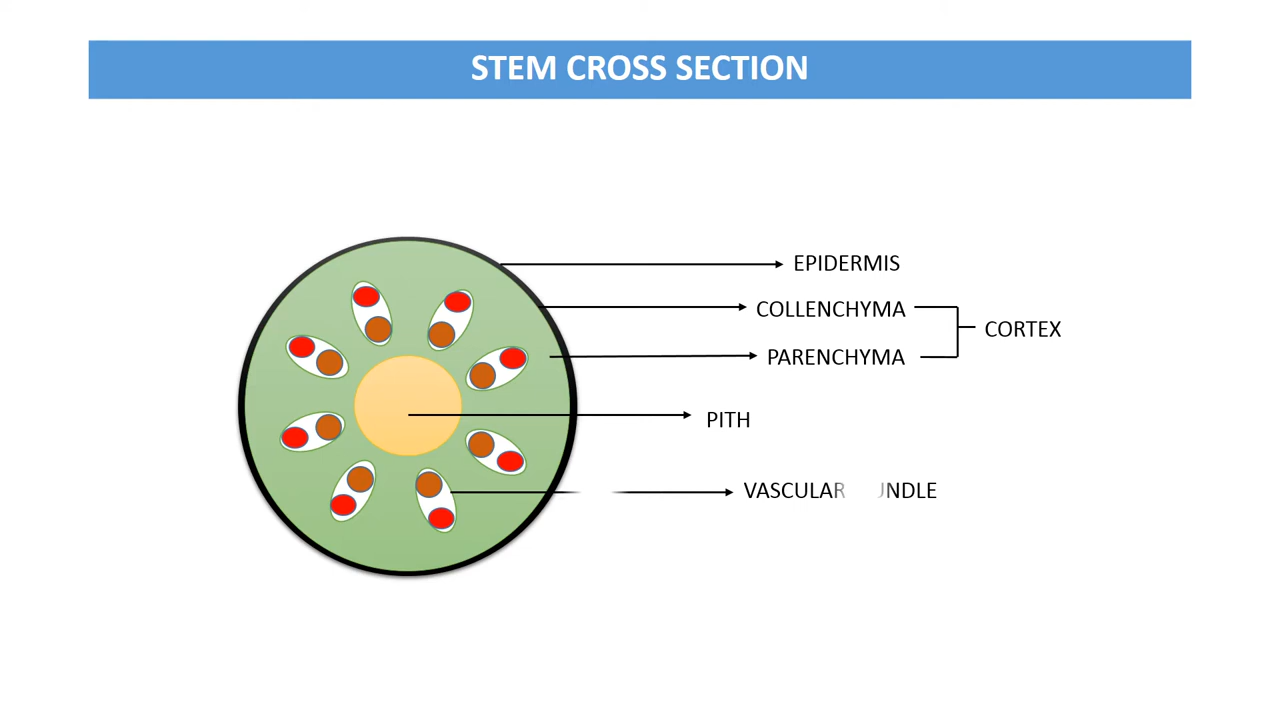 STEM CROSS SECTION
EPIDERMIS
COLLENCHYMA
CORTEX
PARENCHYMA
PITH
VASCULAR